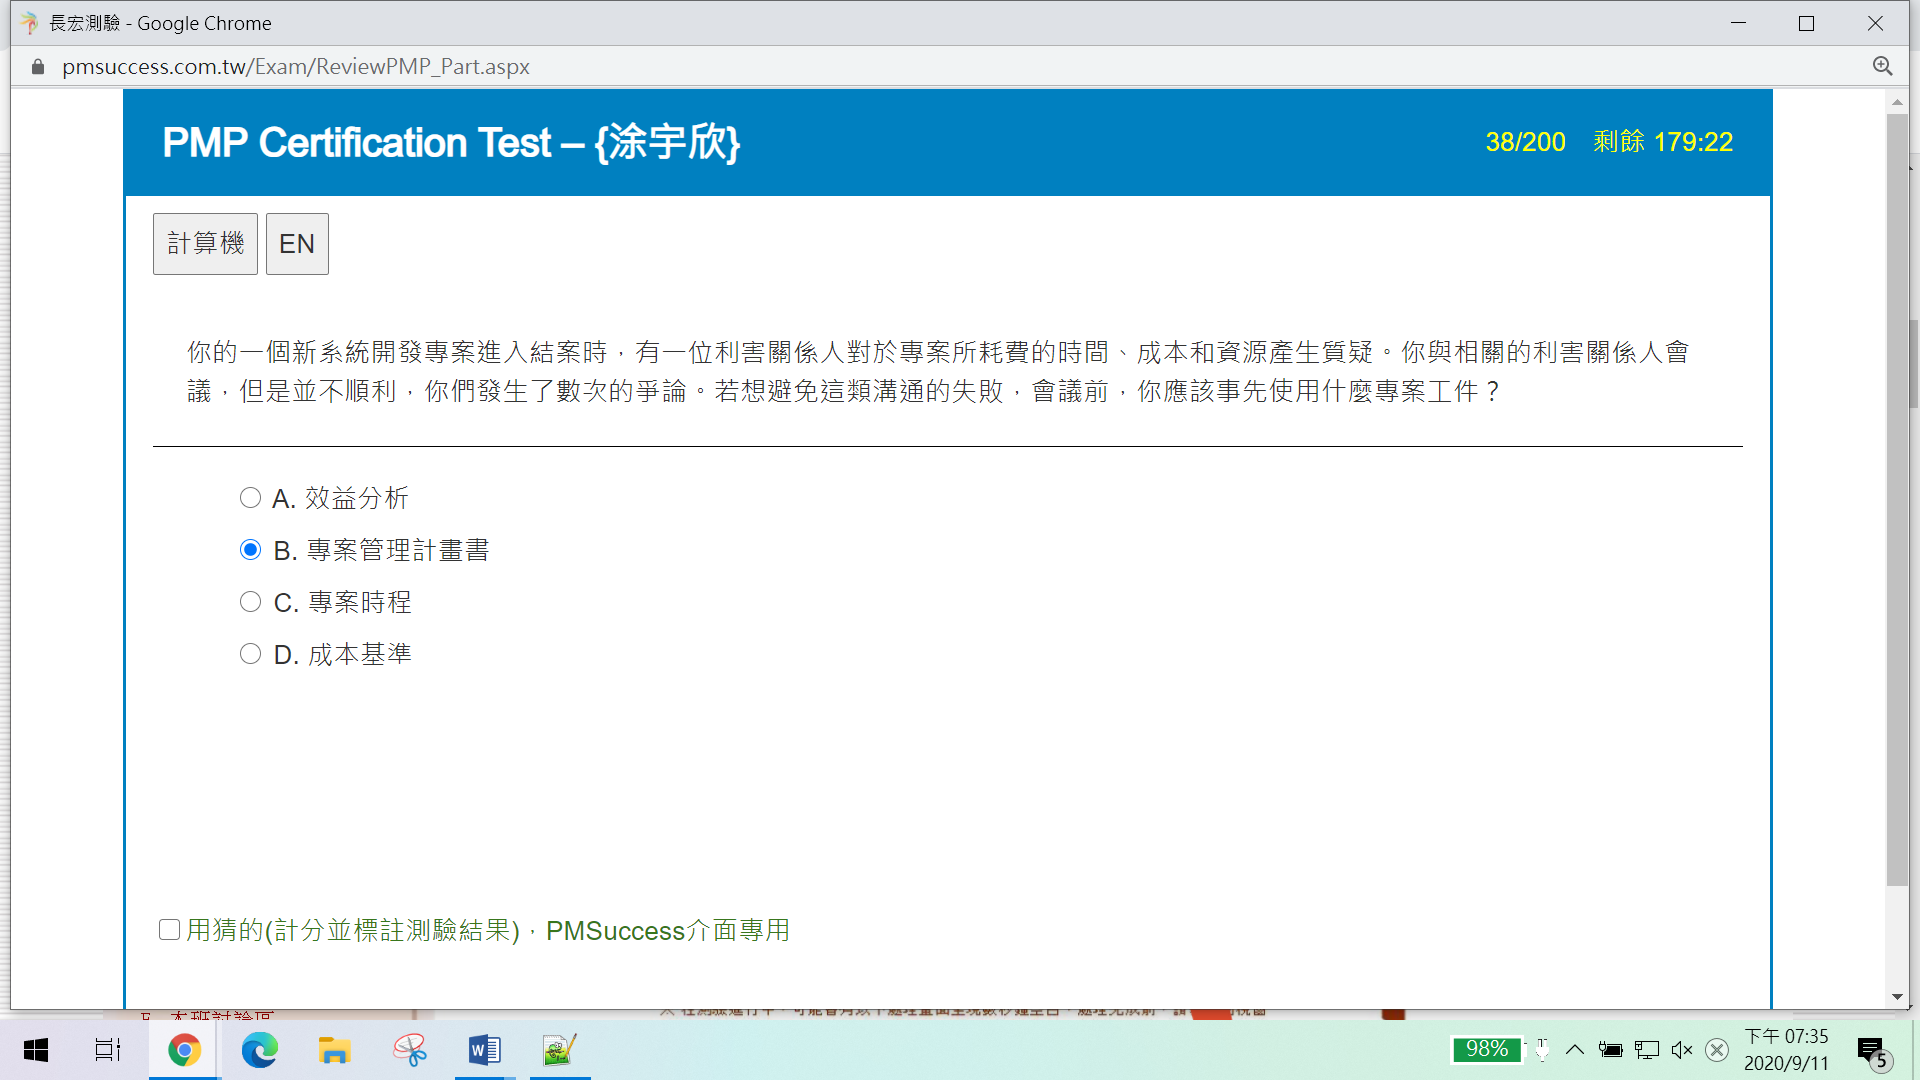 長宏測驗 - Google Chrome
pmsuccess.com.tw/Exam/ReviewPMP_Part.aspx
PMP Certification Test – {涂宇欣}
38/200 剩餘 179:22
計算機 EN
你的一個新系統開發專案進入結案時，有一位利害關係人對於專案所耗費的時間、成本和資源產生質疑。你與相關的利害關係人會
議，但是並不順利，你們發生了數次的爭論。若想避免這類溝通的失敗，會議前，你應該事先使用什麼專案工件？
A. 效益分析
B. 專案管理計畫書
C. 專案時程
D. 成本基準
用猜的(計分並標註測驗結果)，PMSuccess介面專用
98%
下午 07:35
2020/9/11
5